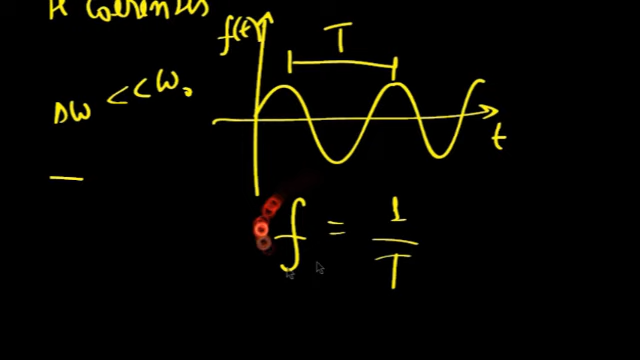 f(t)
T
Δω << ω₀
t
f = 1/T